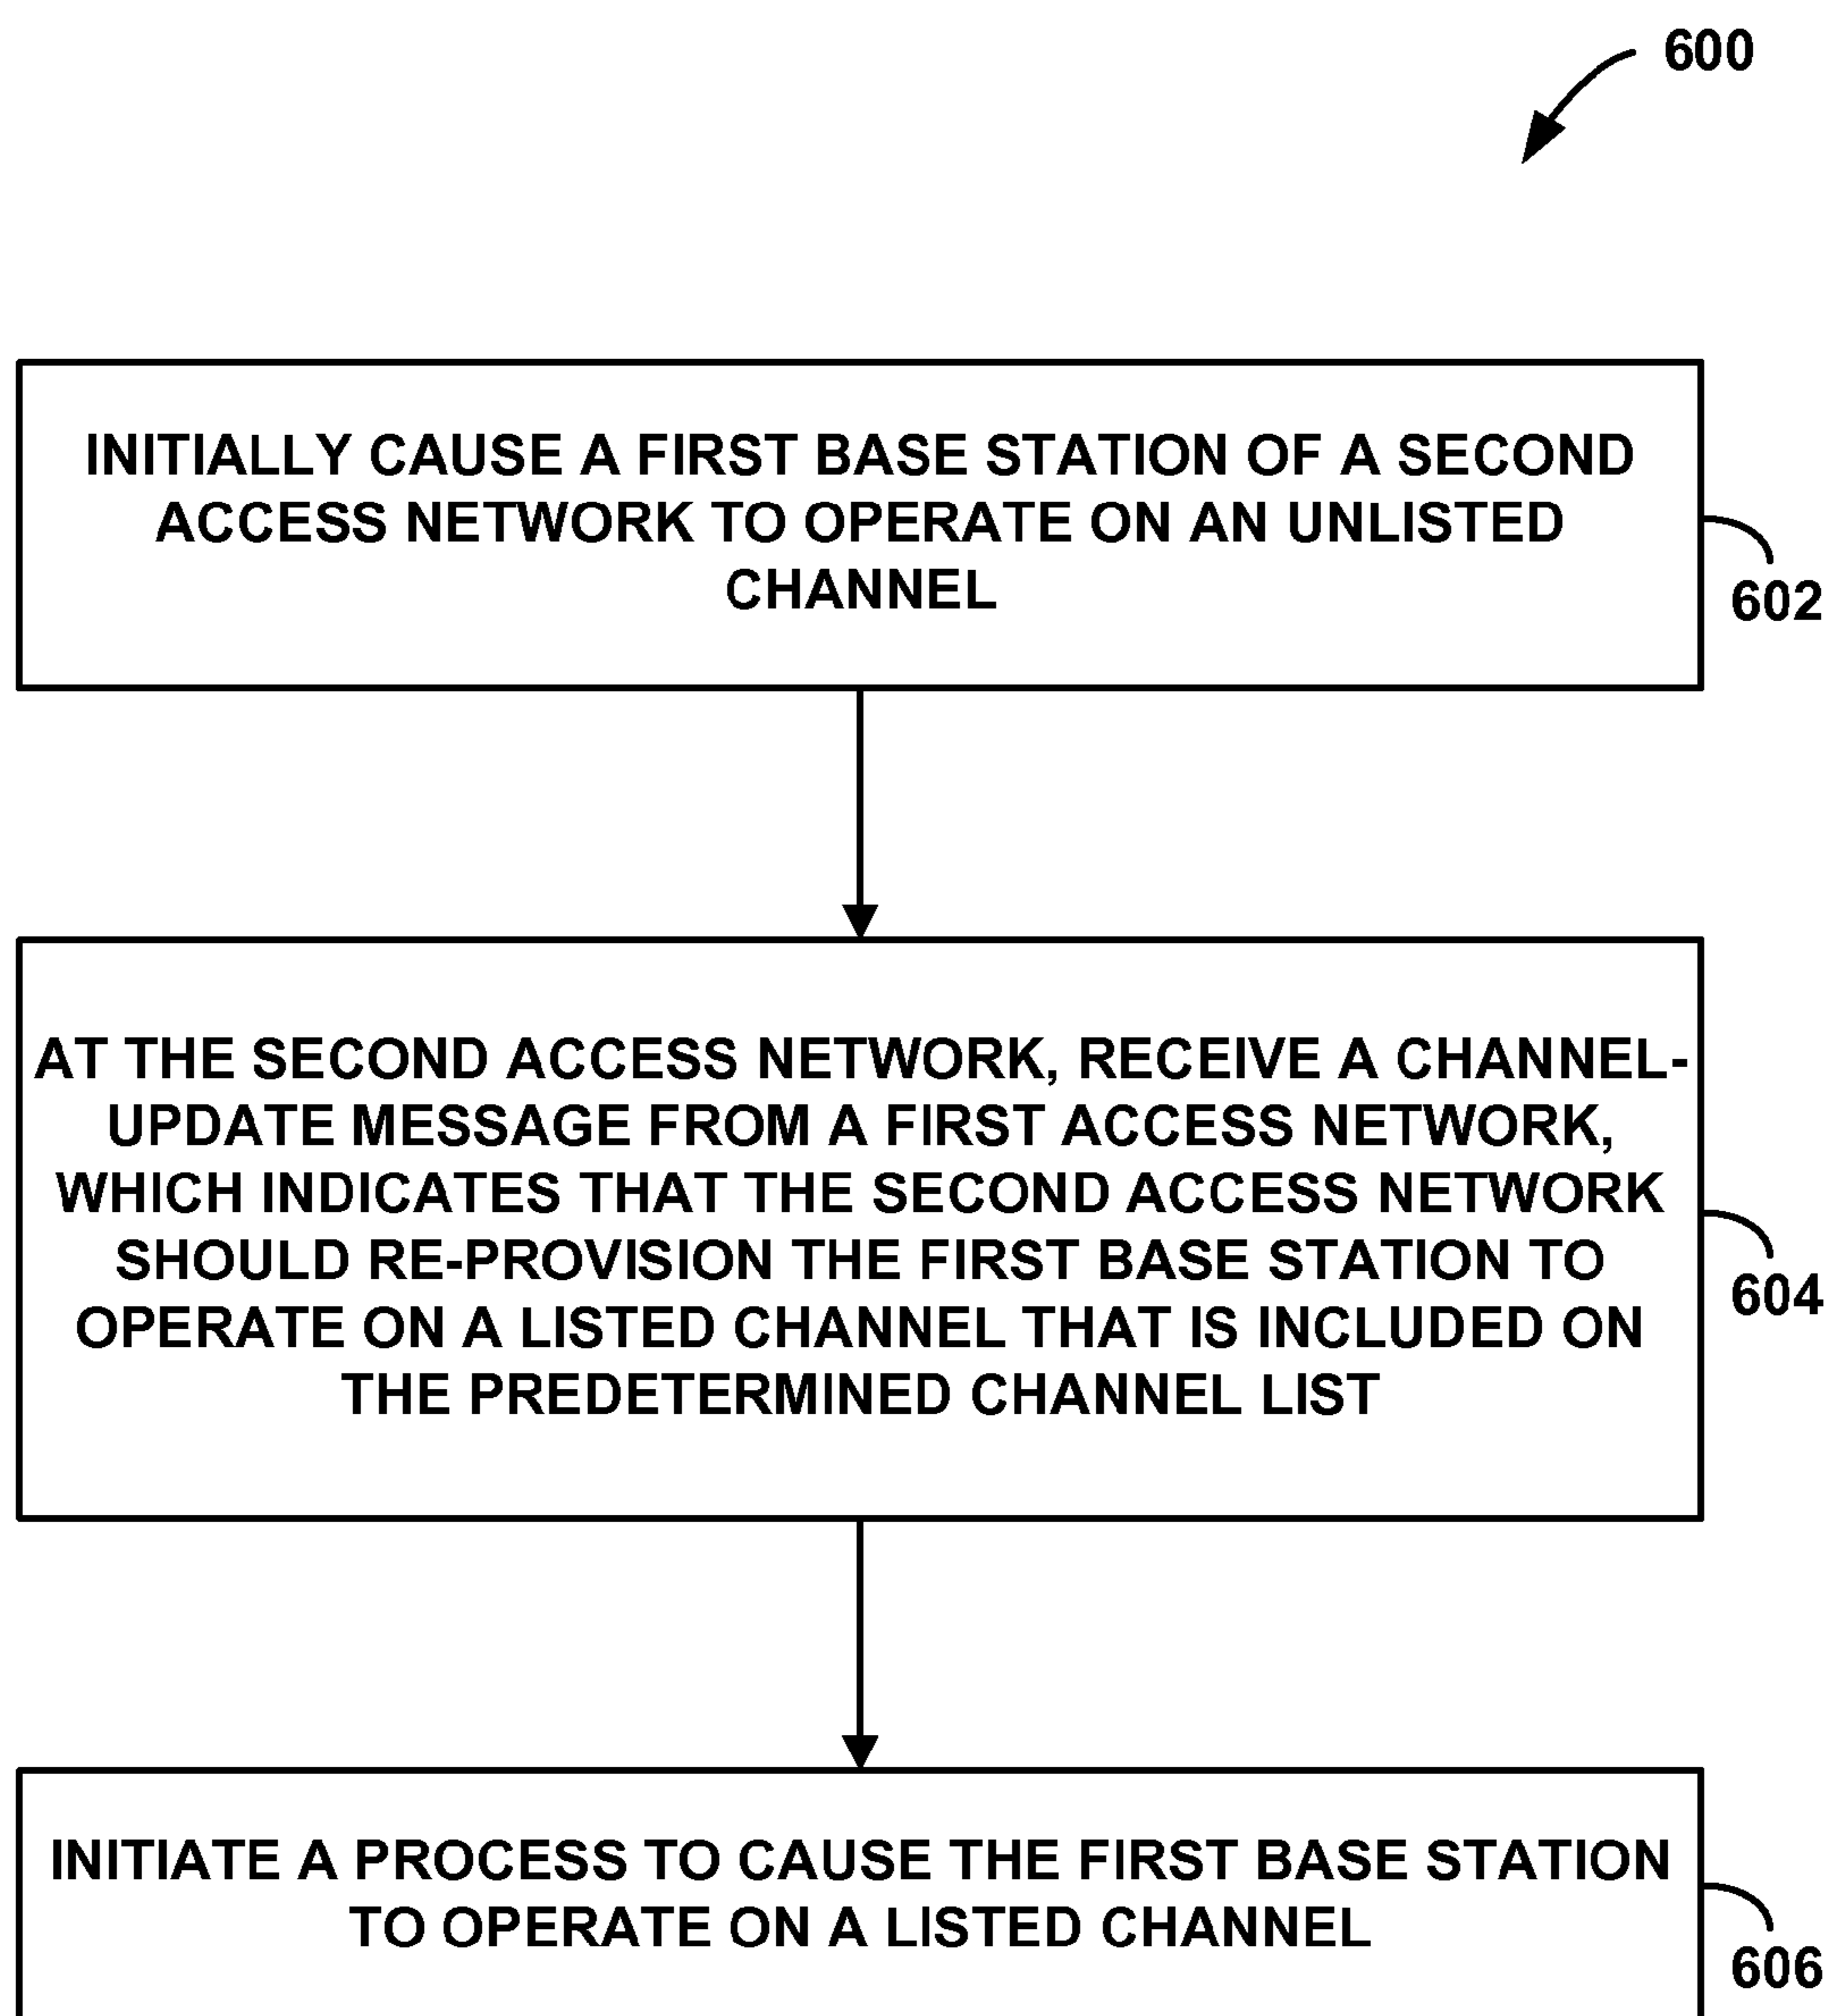 600
INITIALLY CAUSE A FIRST BASE STATION OF A SECOND
ACCESS NETWORK TO OPERATE ON AN UNLISTED
CHANNEL
602
AT THE SECOND ACCESS NETWORK, RECEIVE A CHANNEL-
UPDATE MESSAGE FROM A FIRST ACCESS NETWORK,
WHICH INDICATES THAT THE SECOND ACCESS NETWORK
SHOULD RE-PROVISION THE FIRST BASE STATION TO
OPERATE ON A LISTED CHANNEL THAT IS INCLUDED ON
THE PREDETERMINED CHANNEL LIST
604
INITIATE A PROCESS TO CAUSE THE FIRST BASE STATION
TO OPERATE ON A LISTED CHANNEL
606